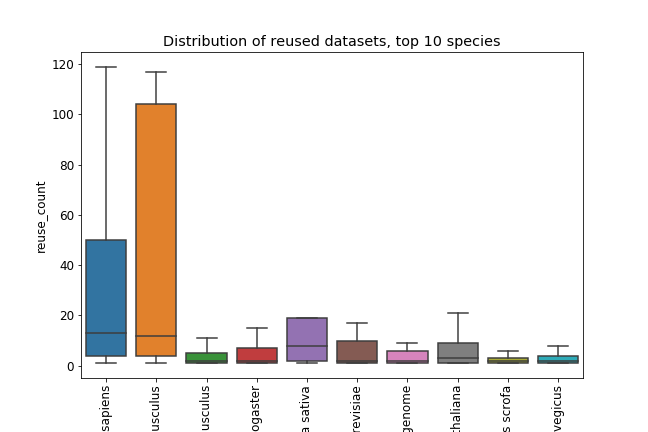 Distribution of reused datasets, top 10 species
120
100
80
60
40
20
0
reuse_count
sapiens
usculus
usculus
ogaster
a sativa
revisiae
genome
thaliana
s scrofa
vegicus